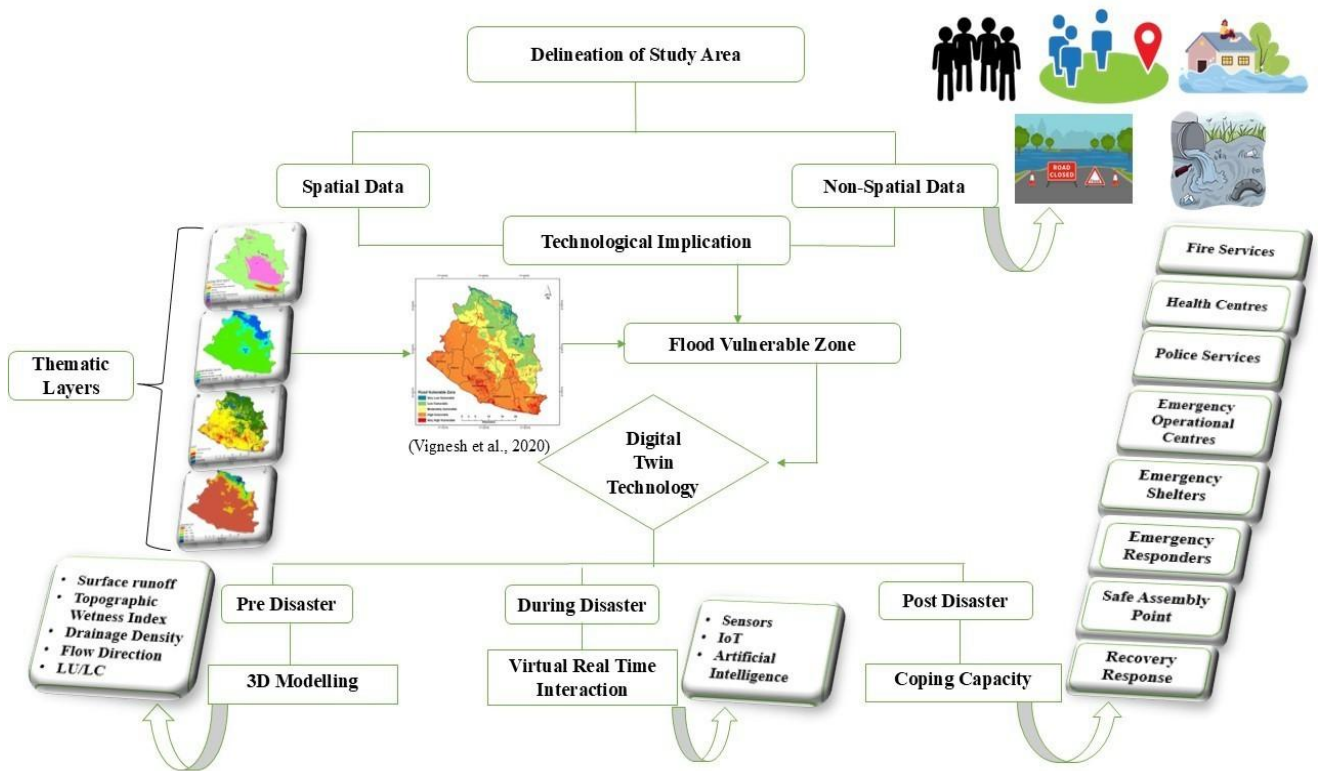 Delineation of Study Area
ROAD
CLOSED
Spatial Data
Non-Spatial Data
Technological Implication
Fire Services
Health Centres
Police Services
Emergency
Operational
Centres
Emergency
Shelters
Emergency
Responders
Safe Assembly
Point
Recovery
Response
Thematic
Layers
Flood Vulnerable Zone
Flood Vulnerable Zone
(Vignesh et al., 2020)
Digital
Twin
Technology
• Surface runoff
• Topographic
Wetness Index
• Drainage Density
• Flow Direction
• LU/LC
Pre Disaster
During Disaster
Post Disaster
3D Modelling
Virtual Real Time
Interaction
• Sensors
• IoT
• Artificial
Intelligence
Coping Capacity